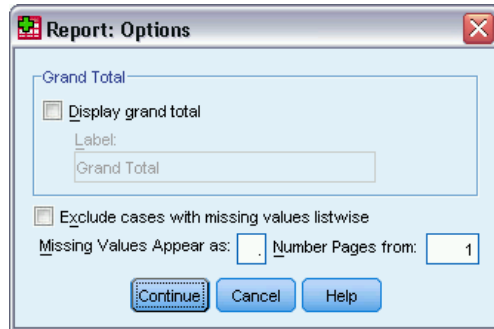 Report: Options
Grand Total
Display grand total
Label:
Grand Total
Exclude cases with missing values listwise
Missing Values Appear as: . Number Pages from: 1
Continue Cancel Help